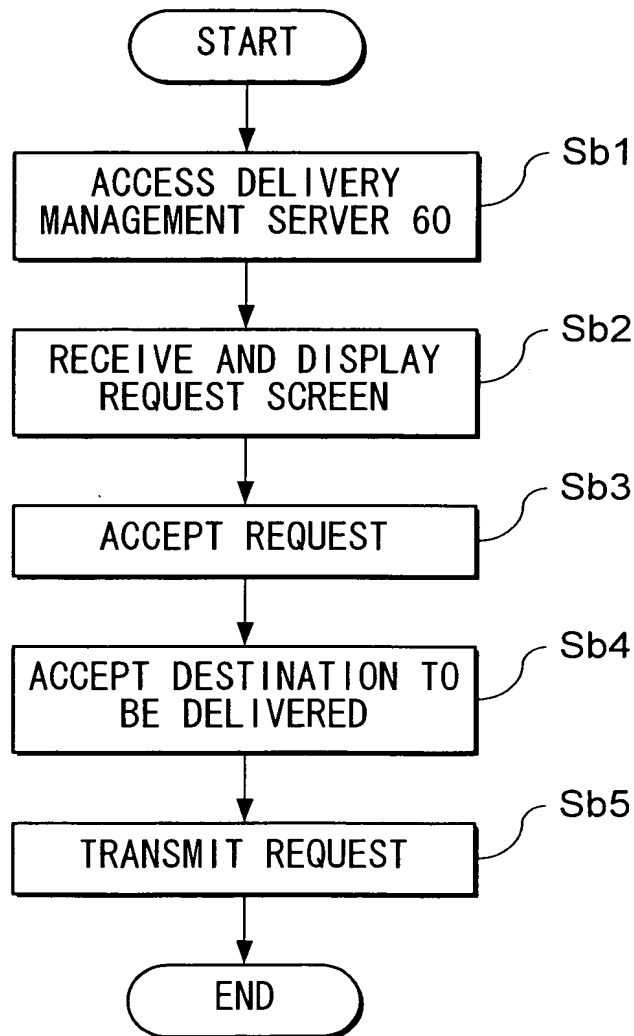 START
Sb1
ACCESS DELIVERY
MANAGEMENT SERVER 60
Sb2
RECEIVE AND DISPLAY
REQUEST SCREEN
Sb3
ACCEPT REQUEST
Sb4
ACCEPT DESTINATION TO
BE DELIVERED
Sb5
TRANSMIT REQUEST
END